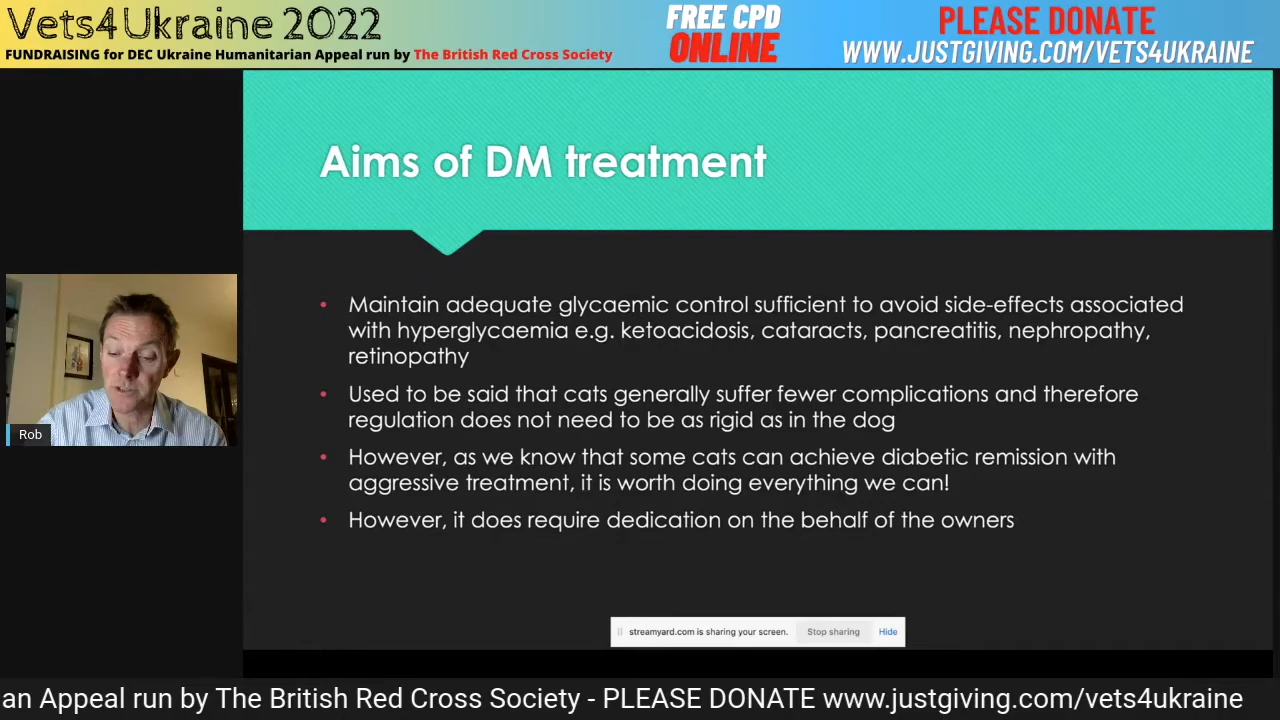 Vets4Ukraine 2022
FUNDRAISING for DEC Ukraine Humanitarian Appeal run by The British Red Cross Society
FREE CPD
ONLINE
PLEASE DONATE
WWW.JUSTGIVING.COM/VETS4UKRAINE
Aims of DM treatment
• Maintain adequate glycaemic control sufficient to avoid side-effects associated
with hyperglycaemia e.g. ketoacidosis, cataracts, pancreatitis, nephropathy,
retinopathy
• Used to be said that cats generally suffer fewer complications and therefore
regulation does not need to be as rigid as in the dog
• However, as we know that some cats can achieve diabetic remission with
aggressive treatment, it is worth doing everything we can!
• However, it does require dedication on the behalf of the owners
Rob
streamyard.com is sharing your screen. Stop sharing Hide
an Appeal run by The British Red Cross Society - PLEASE DONATE www.justgiving.com/vets4ukraine